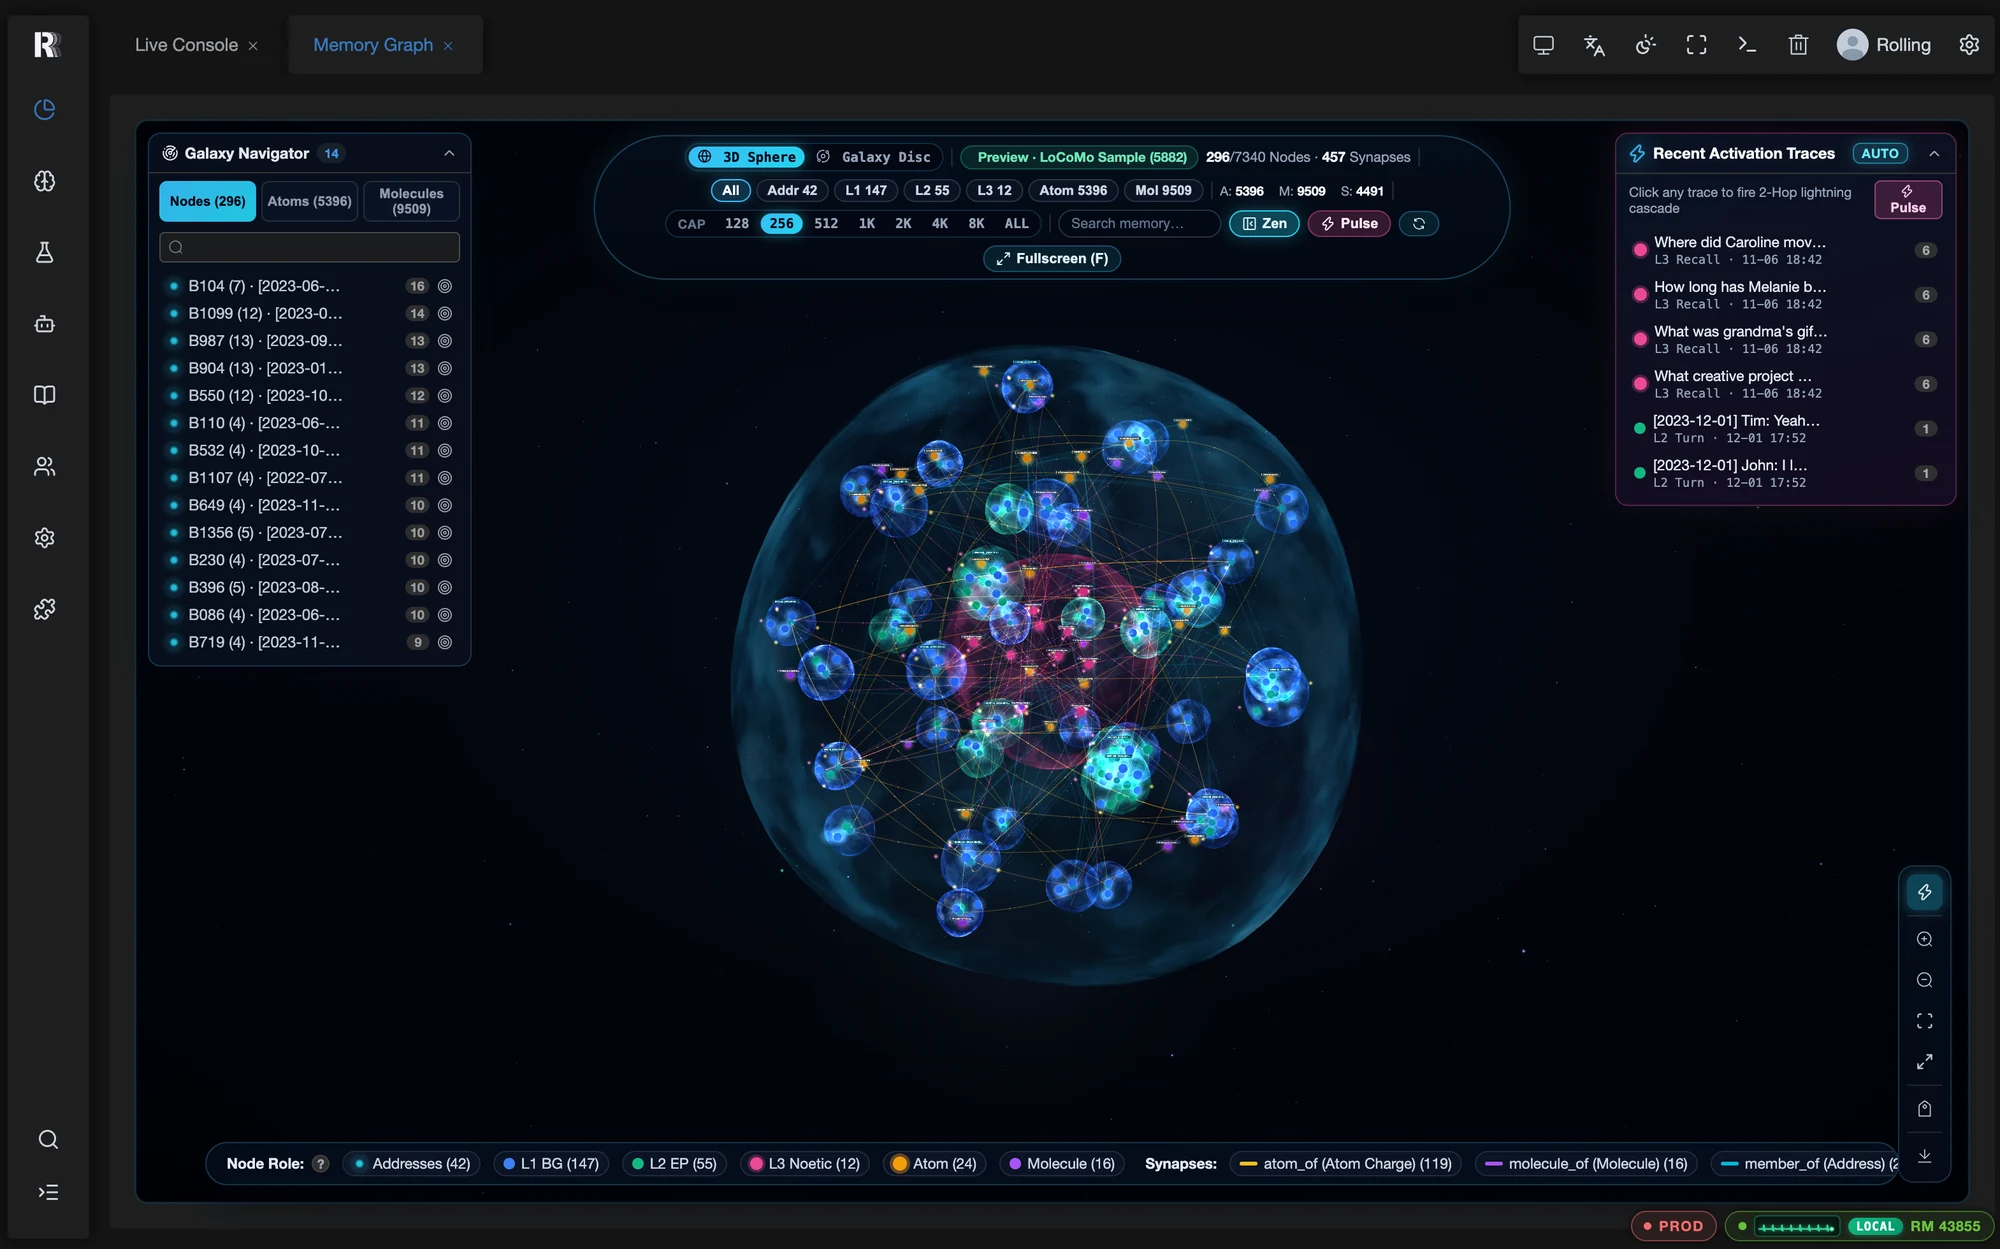 R
Live Console ×
Memory Graph ×
Rolling
Galaxy Navigator 14
Nodes (296)
Atoms (5396)
Molecules
(9509)
B104 (7) · [2023-06-... 16
B1099 (12) · [2023-0... 14
B987 (13) · [2023-09... 13
B904 (13) · [2023-01... 13
B550 (12) · [2023-10... 12
B110 (4) · [2023-06-... 11
B532 (4) · [2023-10-... 11
B1107 (4) · [2022-07... 11
B649 (4) · [2023-11-... 10
B1356 (5) · [2023-07... 10
B230 (4) · [2023-07-... 10
B396 (5) · [2023-08-... 10
B086 (4) · [2023-06-... 10
B719 (4) · [2023-11-... 9
3D Sphere Galaxy Disc Preview · LoCoMo Sample (5882) 296/7340 Nodes · 457 Synapses
All Addr 42 L1 147 L2 55 L3 12 Atom 5396 Mol 9509 A: 5396 M: 9509 S: 4491
CAP 128 256 512 1K 2K 4K 8K ALL Search memory... Zen Pulse
Fullscreen (F)
Recent Activation Traces AUTO
Click any trace to fire 2-Hop lightning
cascade
Pulse
Where did Caroline mov... 6
L3 Recall · 11-06 18:42
How long has Melanie b... 6
L3 Recall · 11-06 18:42
What was grandma's gif... 6
L3 Recall · 11-06 18:42
What creative project ... 6
L3 Recall · 11-06 18:42
[2023-12-01] Tim: Yeah... 1
L2 Turn · 12-01 17:52
[2023-12-01] John: I l... 1
L2 Turn · 12-01 17:52
Node Role: ? Addresses (42) L1 BG (147) L2 EP (55) L3 Noetic (12) Atom (24) Molecule (16) Synapses: atom_of (Atom Charge) (119) molecule_of (Molecule) (16) member_of (Address) (2
PROD
LOCAL RM 43855